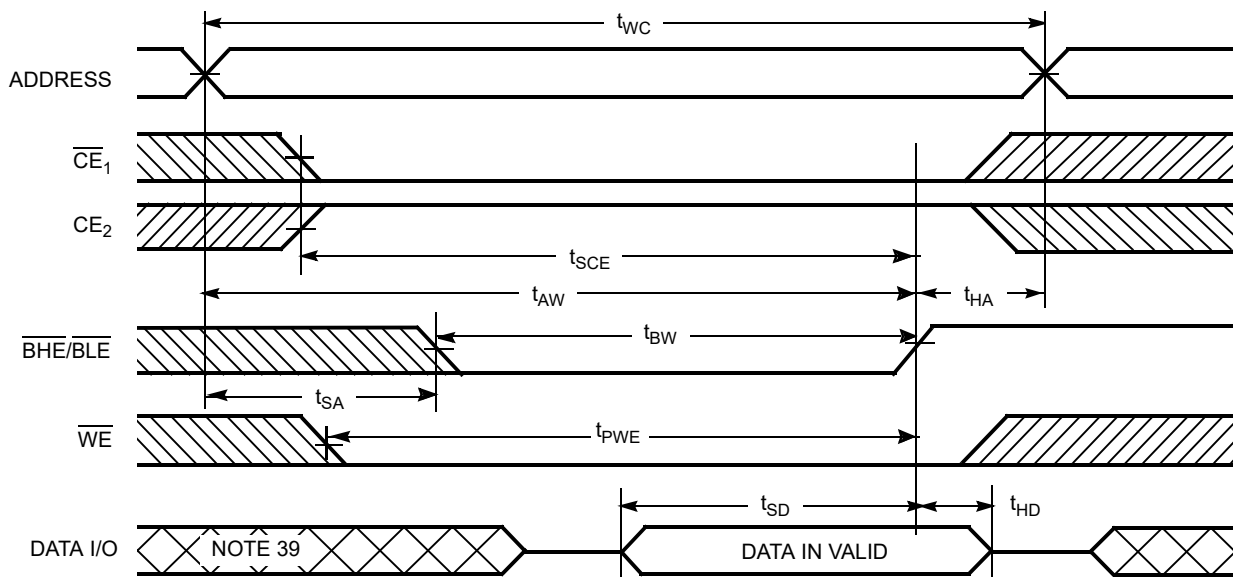 tWC
ADDRESS
CE1
CE2
tSCE
tAW
tHA
BHE/BLE
tBW
tSA
WE
tPWE
tSD
tHD
DATA I/O
NOTE 39
DATA IN VALID